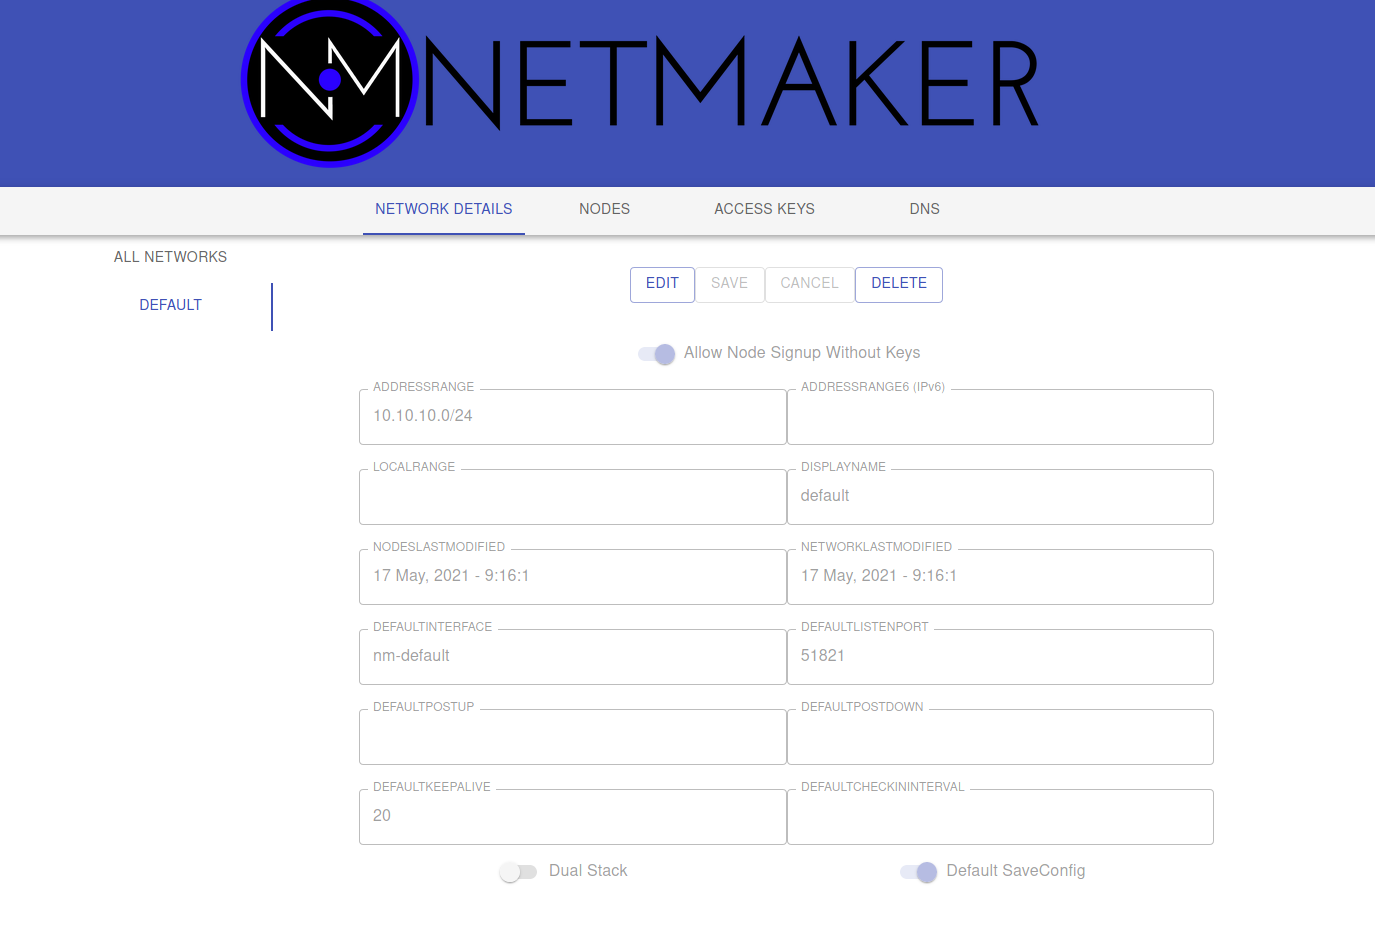 NM NETMAKER
NETWORK DETAILS NODES ACCESS KEYS DNS
ALL NETWORKS
DEFAULT
EDIT SAVE CANCEL DELETE
Allow Node Signup Without Keys
ADDRESSRANGE ADDRESSRANGE6 (IPv6)
10.10.10.0/24
LOCALRANGE DISPLAYNAME
default
NODESLASTMODIFIED NETWORKLASTMODIFIED
17 May, 2021 - 9:16:1 17 May, 2021 - 9:16:1
DEFAULTINTERFACE DEFAULTLISTENPORT
nm-default 51821
DEFAULTPOSTUP DEFAULTPOSTDOWN
DEFAULTKEEPALIVE DEFAULTCHECKININTERVAL
20
Dual Stack Default SaveConfig